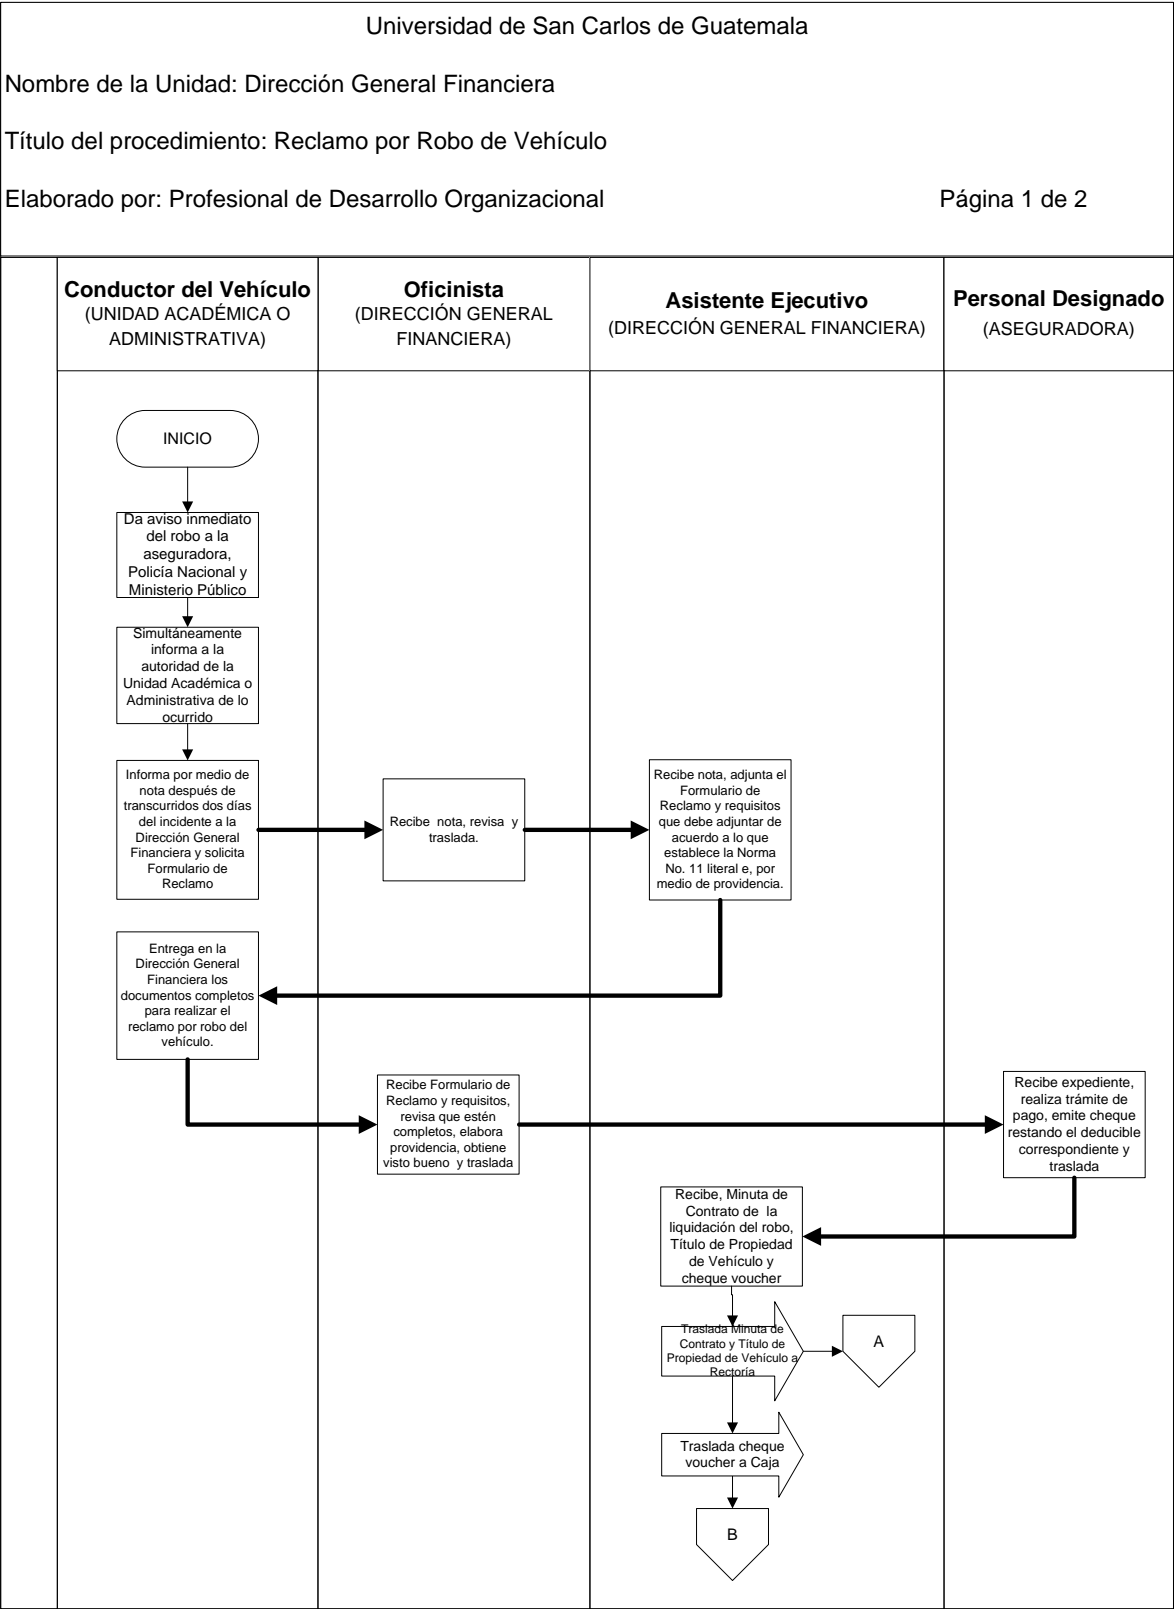 Universidad de San Carlos de Guatemala
Nombre de la Unidad: Dirección General Financiera
Título del procedimiento: Reclamo por Robo de Vehículo
Elaborado por: Profesional de Desarrollo Organizacional Página 1 de 2
Conductor del Vehículo
(UNIDAD ACADÉMICA O
ADMINISTRATIVA)
Oficinista
(DIRECCIÓN GENERAL
FINANCIERA)
Asistente Ejecutivo
(DIRECCIÓN GENERAL FINANCIERA)
Personal Designado
(ASEGURADORA)
INICIO
Da aviso inmediato
del robo a la
aseguradora,
Policía Nacional y
Ministerio Público
Simultáneamente
informa a la
autoridad de la
Unidad Académica o
Administrativa de lo
ocurrido
Informa por medio de
nota después de
transcurridos dos días
del incidente a la
Dirección General
Financiera y solicita
Formulario de
Reclamo
Recibe nota, revisa y
traslada.
Recibe nota, adjunta el
Formulario de
Reclamo y requisitos
que debe adjuntar de
acuerdo a lo que
establece la Norma
No. 11 literal e, por
medio de providencia.
Entrega en la
Dirección General
Financiera los
documentos completos
para realizar el
reclamo por robo del
vehículo.
Recibe Formulario de
Reclamo y requisitos,
revisa que estén
completos, elabora
providencia, obtiene
visto bueno y traslada
Recibe expediente,
realiza trámite de
pago, emite cheque
restando el deducible
correspondiente y
traslada
Recibe, Minuta de
Contrato de la
liquidación del robo,
Título de Propiedad
de Vehículo y
cheque voucher
Traslada Minuta de
Contrato y Título de
Propiedad de Vehículo a
Rectoría
A
Traslada cheque
voucher a Caja
B